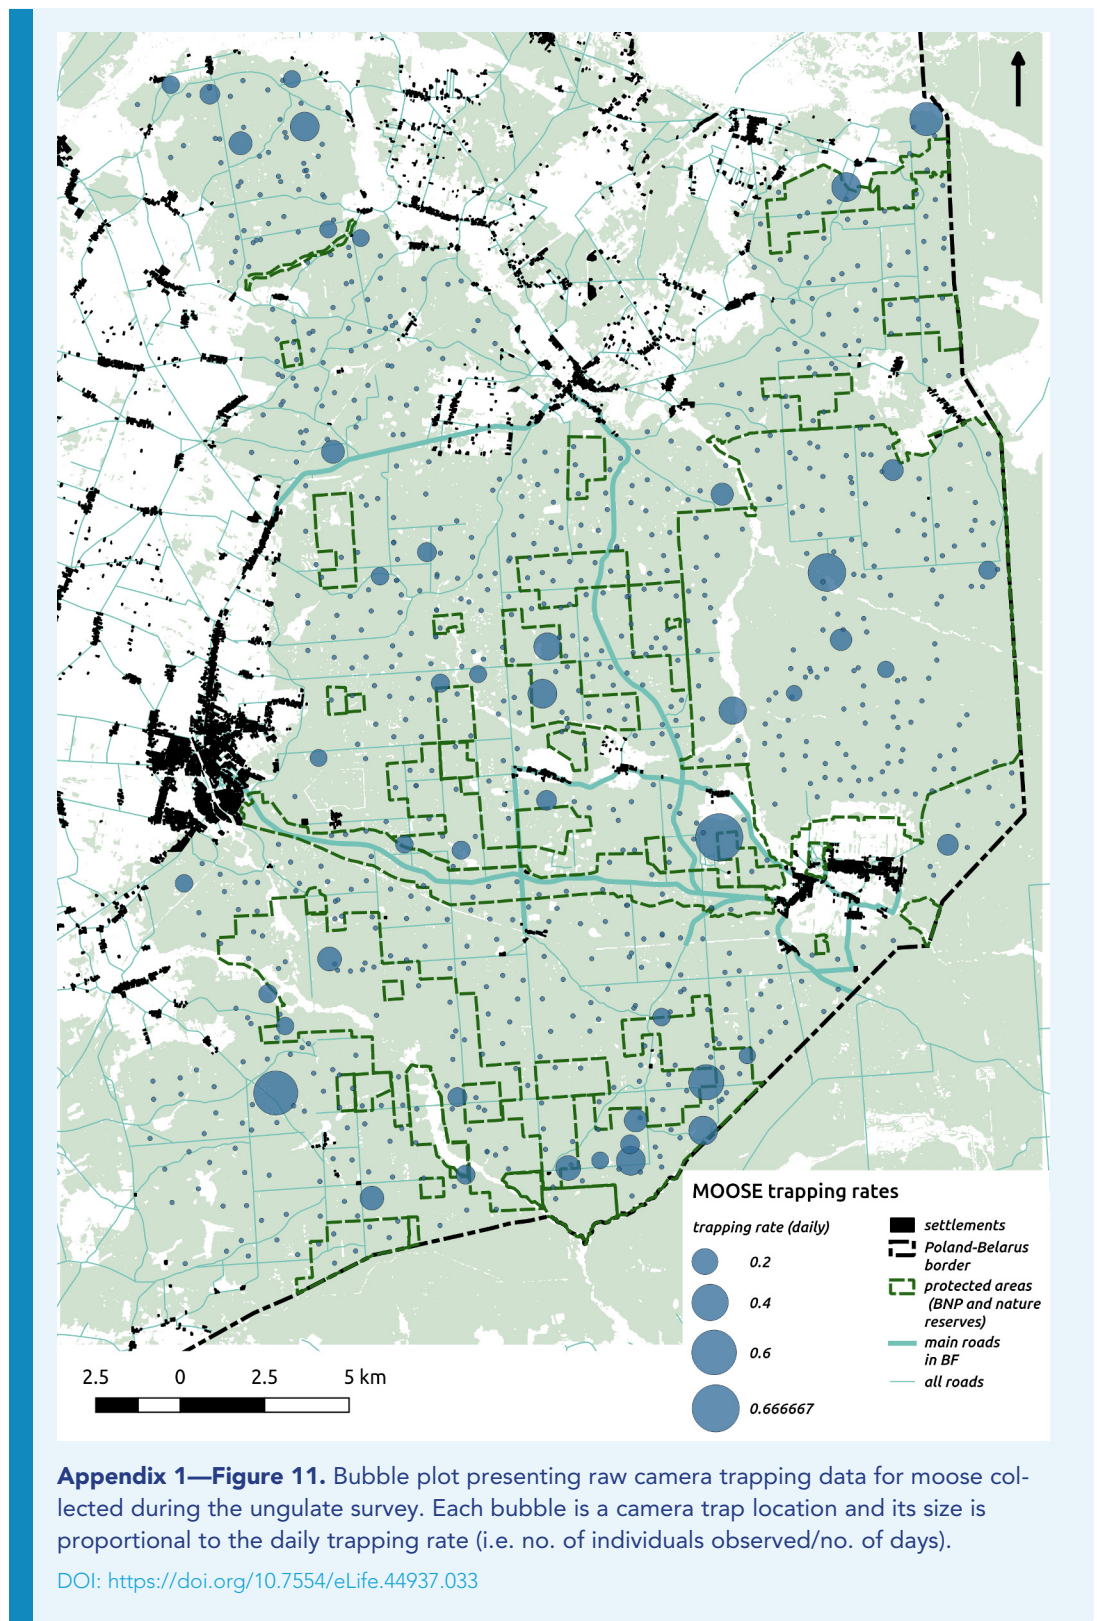 MOOSE trapping rates
trapping rate (daily)
0.2
0.4
0.6
0.666667
settlements
Poland-Belarus
border
protected areas
(BNP and nature
reserves)
main roads
in BF
all roads
2.5 0 2.5 5 km
Appendix 1—Figure 11. Bubble plot presenting raw camera trapping data for moose col-
lected during the ungulate survey. Each bubble is a camera trap location and its size is
proportional to the daily trapping rate (i.e. no. of individuals observed/no. of days).
DOI: https://doi.org/10.7554/eLife.44937.033